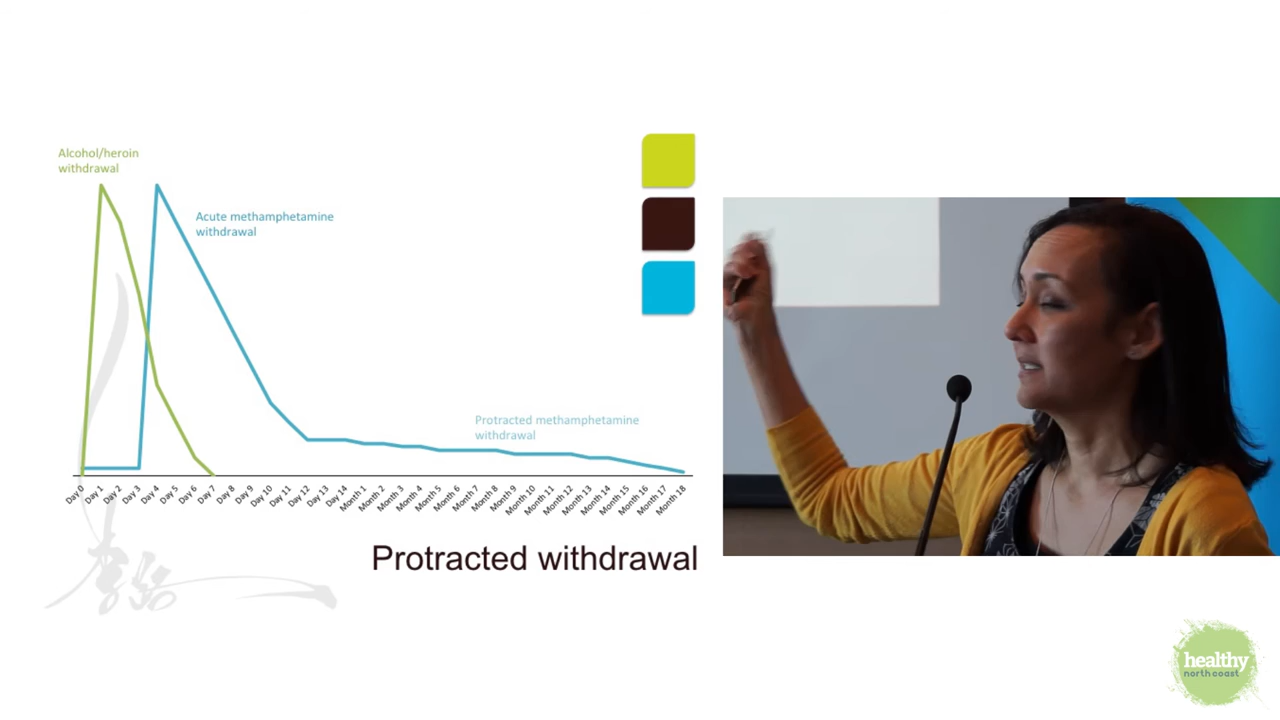 Alcohol/heroin
withdrawal
Acute methamphetamine
withdrawal
Protracted methamphetamine
withdrawal
Day 0
Day 1
Day 2
Day 3
Day 4
Day 5
Day 6
Day 7
Day 8
Day 9
Day 10
Day 11
Day 12
Day 13
Day 14
Month 1
Month 2
Month 3
Month 4
Month 5
Month 6
Month 7
Month 8
Month 9
Month 10
Month 11
Month 12
Month 13
Month 14
Month 15
Month 16
Month 17
Month 18
Protracted withdrawal
healthy
north coast